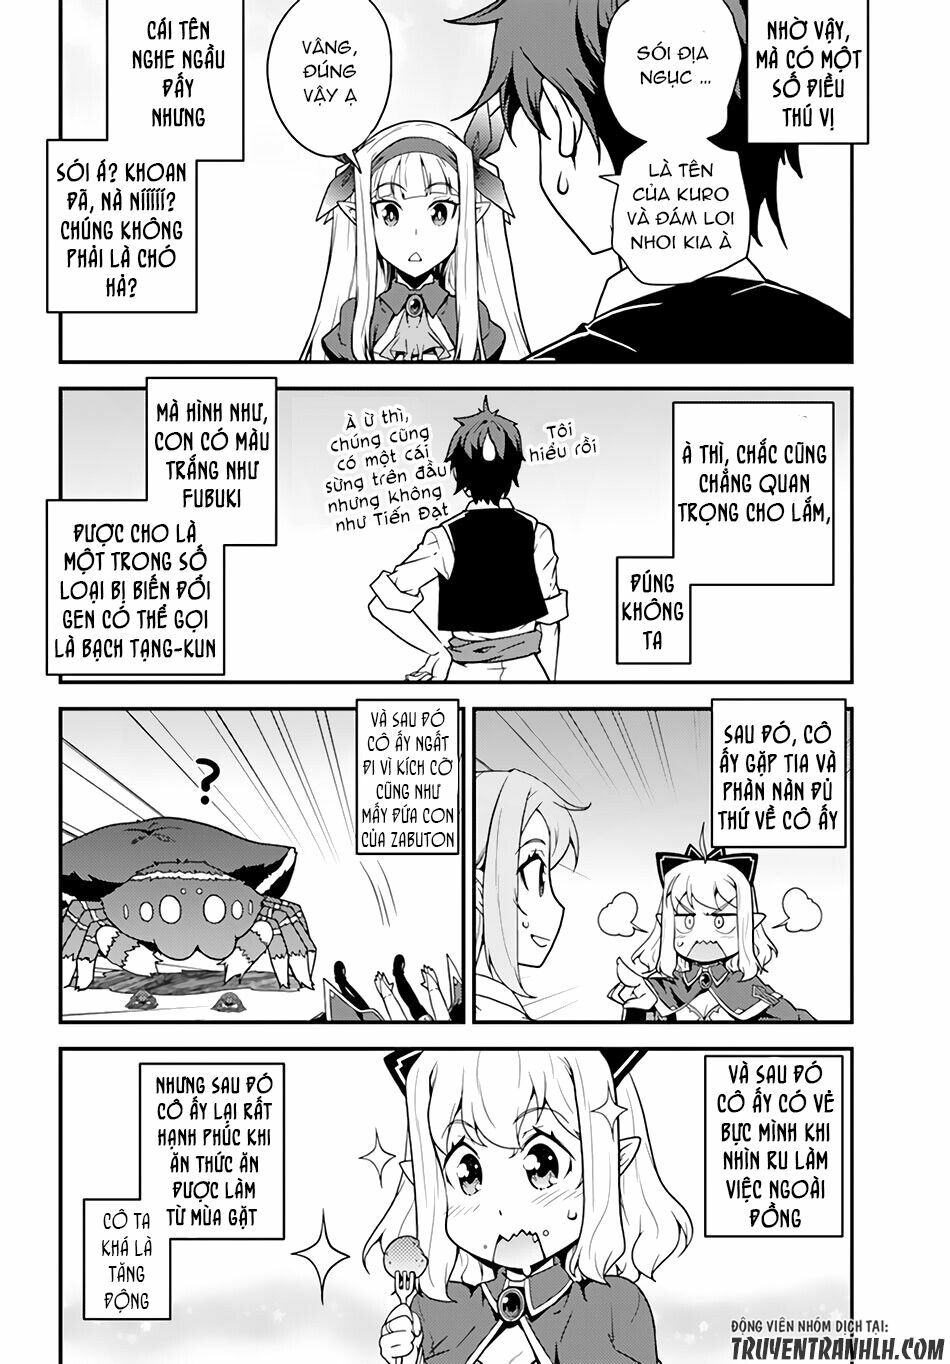 NHỜ VẬY,
MÀ CÓ MỘT
SỐ ĐIỀU
THÚ VỊ
SÓI ĐỊA
NGỤC ...
LÀ TÊN
CỦA KURO
VÀ ĐÁM LOI
NHOI KIA À
VÂNG,
ĐÚNG
VẬY Ạ
CÁI TÊN
NGHE NGẦU
ĐẤY
NHƯNG
SÓI Á? KHOAN
ĐÃ, NÀ NÍÍÍÍÍ?
CHÚNG KHÔNG
PHẢI LÀ CHÓ
HẢ?
À THÌ, CHẮC CŨNG
CHẲNG QUAN
TRỌNG CHO LẮM,
ĐÚNG
KHÔNG
TA
Tôi
hiểu rồi
À ừ thì,
chúng cũng
có một cái
sừng trên đầu
nhưng không
như Tiến Đạt
MÀ HÌNH NHƯ,
CON CÓ MÀU
TRẮNG NHƯ
FUBUKI
ĐƯỢC CHO LÀ
MỘT TRONG SỐ
LOẠI BỊ BIẾN ĐỔI
GEN CÓ THỂ GỌI
LÀ BẠCH TẠNG-KUN
SAU ĐÓ, CÔ
ẤY GẶP TIA VÀ
PHÀN NÀN ĐỦ
THỨ VỀ CÔ ẤY
VÀ SAU ĐÓ
CÔ ẤY NGẤT
ĐI VÌ KÍCH CỠ
CŨNG NHƯ
MẤY ĐỨA CON
CỦA ZABUTON
?
VÀ SAU ĐÓ
CÔ ẤY CÓ VẺ
BỰC MÌNH KHI
NHÌN RU LÀM
VIỆC NGOÀI
ĐỒNG
NHƯNG SAU ĐÓ
CÔ ẤY LẠI RẤT
HẠNH PHÚC KHI
ĂN THỨC ĂN
ĐƯỢC LÀM
TỪ MÙA GẶT
CÔ TA
KHÁ LÀ
TĂNG
ĐỘNG
ĐỘNG VIÊN NHÓM DỊCH TẠI:
TRUYENTRANHLH.COM